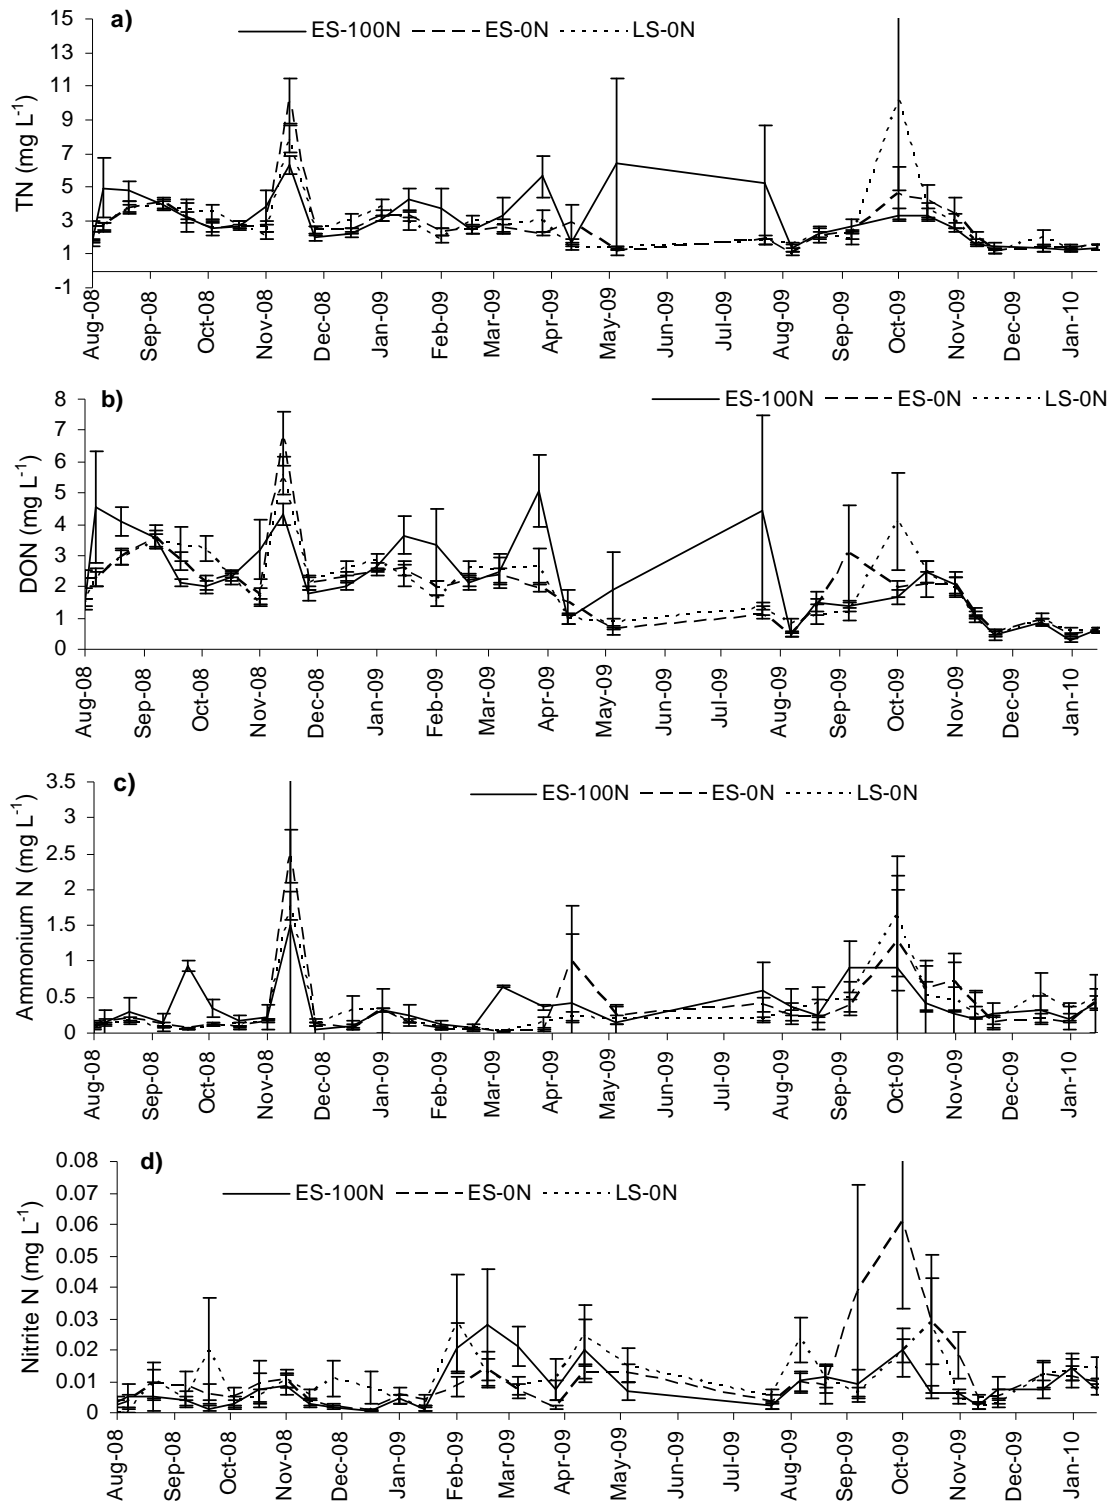 a)
ES-100N ES-0N LS-0N
TN (mg L-1)
15
13
11
9
7
5
3
1
-1
Aug-08 Sep-08 Oct-08 Nov-08 Dec-08 Jan-09 Feb-09 Mar-09 Apr-09 May-09 Jun-09 Jul-09 Aug-09 Sep-09 Oct-09 Nov-09 Dec-09 Jan-10
b)
ES-100N ES-0N LS-0N
DON (mg L-1)
8
7
6
5
4
3
2
1
0
Aug-08 Sep-08 Oct-08 Nov-08 Dec-08 Jan-09 Feb-09 Mar-09 Apr-09 May-09 Jun-09 Jul-09 Aug-09 Sep-09 Oct-09 Nov-09 Dec-09 Jan-10
c)
ES-100N ES-0N LS-0N
Ammonium N (mg L-1)
3.5
3
2.5
2
1.5
1
0.5
0
Aug-08 Sep-08 Oct-08 Nov-08 Dec-08 Jan-09 Feb-09 Mar-09 Apr-09 May-09 Jun-09 Jul-09 Aug-09 Sep-09 Oct-09 Nov-09 Dec-09 Jan-10
d)
ES-100N ES-0N LS-0N
Nitrite N (mg L-1)
0.08
0.07
0.06
0.05
0.04
0.03
0.02
0.01
0
Aug-08 Sep-08 Oct-08 Nov-08 Dec-08 Jan-09 Feb-09 Mar-09 Apr-09 May-09 Jun-09 Jul-09 Aug-09 Sep-09 Oct-09 Nov-09 Dec-09 Jan-10